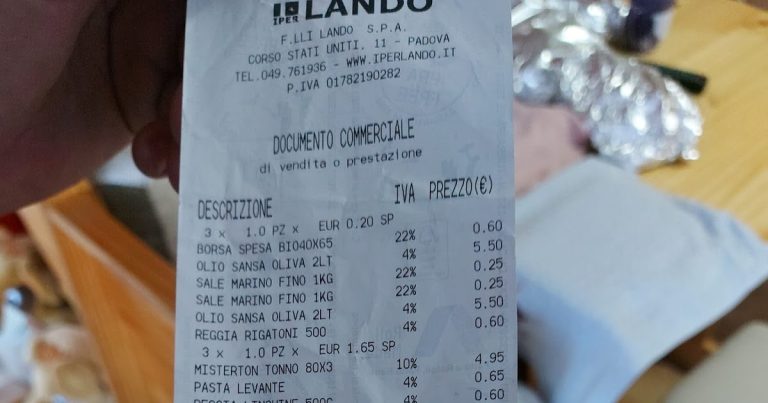 IPER LANDO
F.LLI LANDO S.P.A.
CORSO STATI UNITI. 11 - PADOVA
TEL.049.761936 - WWW.IPERLANDO.IT
P.IVA 01782190282
DOCUMENTO COMMERCIALE
di vendita o prestazione
DESCRIZIONE IVA PREZZO(€)
3 x 1.0 PZ x EUR 0.20 SP
BORSA SPESA BIO40X65 22% 0.60
OLIO SANSA OLIVA 2LT 4% 5.50
SALE MARINO FINO 1KG 22% 0.25
SALE MARINO FINO 1KG 22% 0.25
OLIO SANSA OLIVA 2LT 4% 5.50
REGGIA RIGATONI 500 4% 0.60
3 x 1.0 PZ x EUR 1.65 SP
MISTERTON TONNO 80X3 10% 4.95
PASTA LEVANTE 4% 0.65
REGGIA LINGUINE 500G 4% 0.60